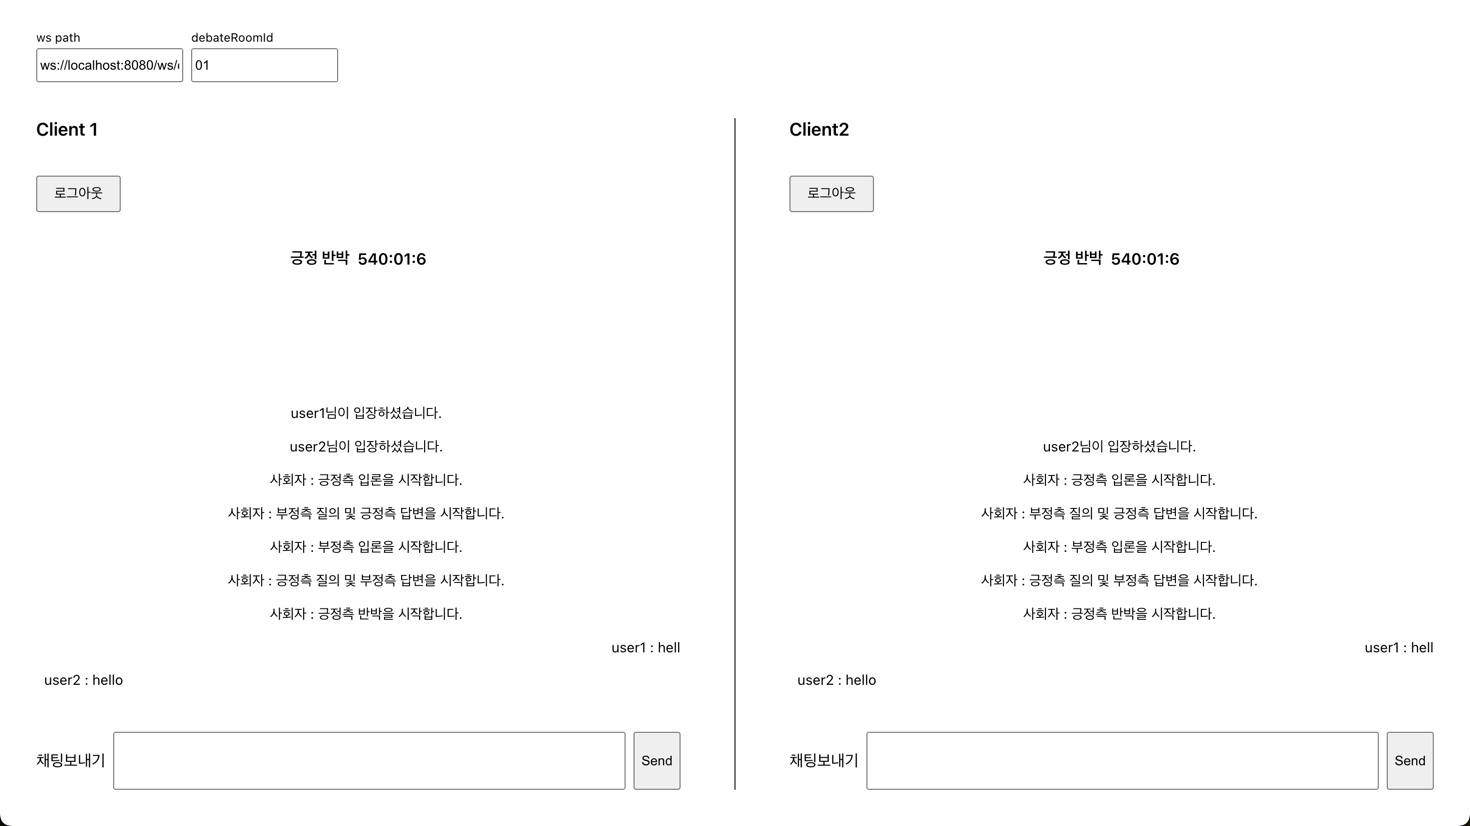 ws path
debateRoomId
ws://localhost:8080/ws/
01
Client 1
로그아웃
긍정 반박 540:01:6
user1님이 입장하셨습니다.
user2님이 입장하셨습니다.
사회자 : 긍정측 입론을 시작합니다.
사회자 : 부정측 질의 및 긍정측 답변을 시작합니다.
사회자 : 부정측 입론을 시작합니다.
사회자 : 긍정측 질의 및 부정측 답변을 시작합니다.
사회자 : 긍정측 반박을 시작합니다.
user1 : hell
user2 : hello
채팅보내기
Send
Client2
로그아웃
긍정 반박 540:01:6
user2님이 입장하셨습니다.
사회자 : 긍정측 입론을 시작합니다.
사회자 : 부정측 질의 및 긍정측 답변을 시작합니다.
사회자 : 부정측 입론을 시작합니다.
사회자 : 긍정측 질의 및 부정측 답변을 시작합니다.
사회자 : 긍정측 반박을 시작합니다.
user1 : hell
user2 : hello
채팅보내기
Send